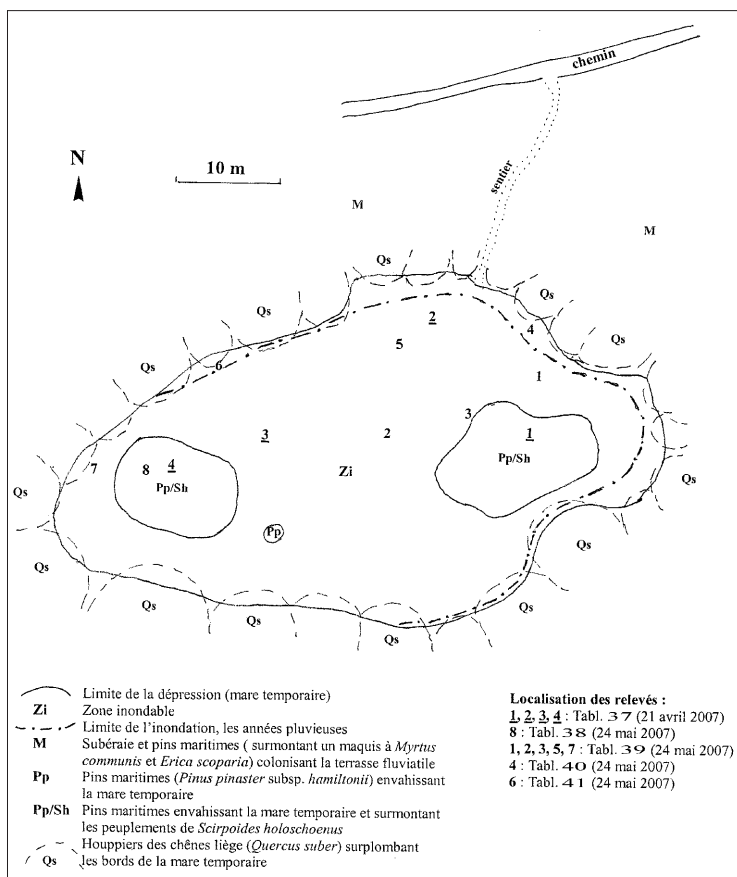 chemin
N
10 m
sentier
M
M
Qs
Qs
Qs
2
4
5
Qs
Qs
6
1
3
3
2
1
7
8 4
Pp/Sh
Pp/Sh
Zi
Qs
Qs
Pp
Qs
Qs
Qs
Qs
Qs
Qs
Limite de la dépression (mare temporaire)
Zi Zone inondable
Limite de l'inondation, les années pluvieuses
M Subéraie et pins maritimes ( surmontant un maquis à Myrtus
communis et Erica scoparia) colonisant la terrasse fluviatile
Pp Pins maritimes (Pinus pinaster subsp. hamiltonii) envahissant
la mare temporaire
Pp/Sh Pins maritimes envahissant la mare temporaire et surmontant
les peuplements de Scirpoides holoschoenus
Houppiers des chênes liège (Quercus suber) surplombant
Qs les bords de la mare temporaire
Localisation des relevés :
1, 2, 3, 4 : Tabl. 37 (21 avril 2007)
8 : Tabl. 38 (24 mai 2007)
1, 2, 3, 5, 7 : Tabl. 39 (24 mai 2007)
4 : Tabl. 40 (24 mai 2007)
6 : Tabl. 41 (24 mai 2007)